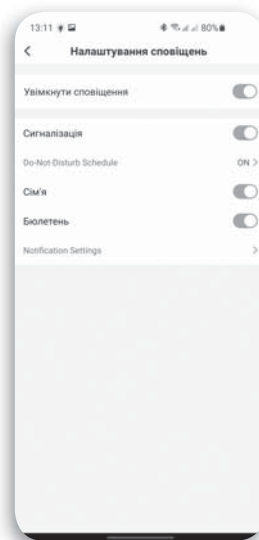 13:11 80%
Налаштування сповіщень
Увімкнути сповіщення
Сигналізація
Do-Not-Disturb Schedule ON
Сім'я
Бюлетень
Notification Settings